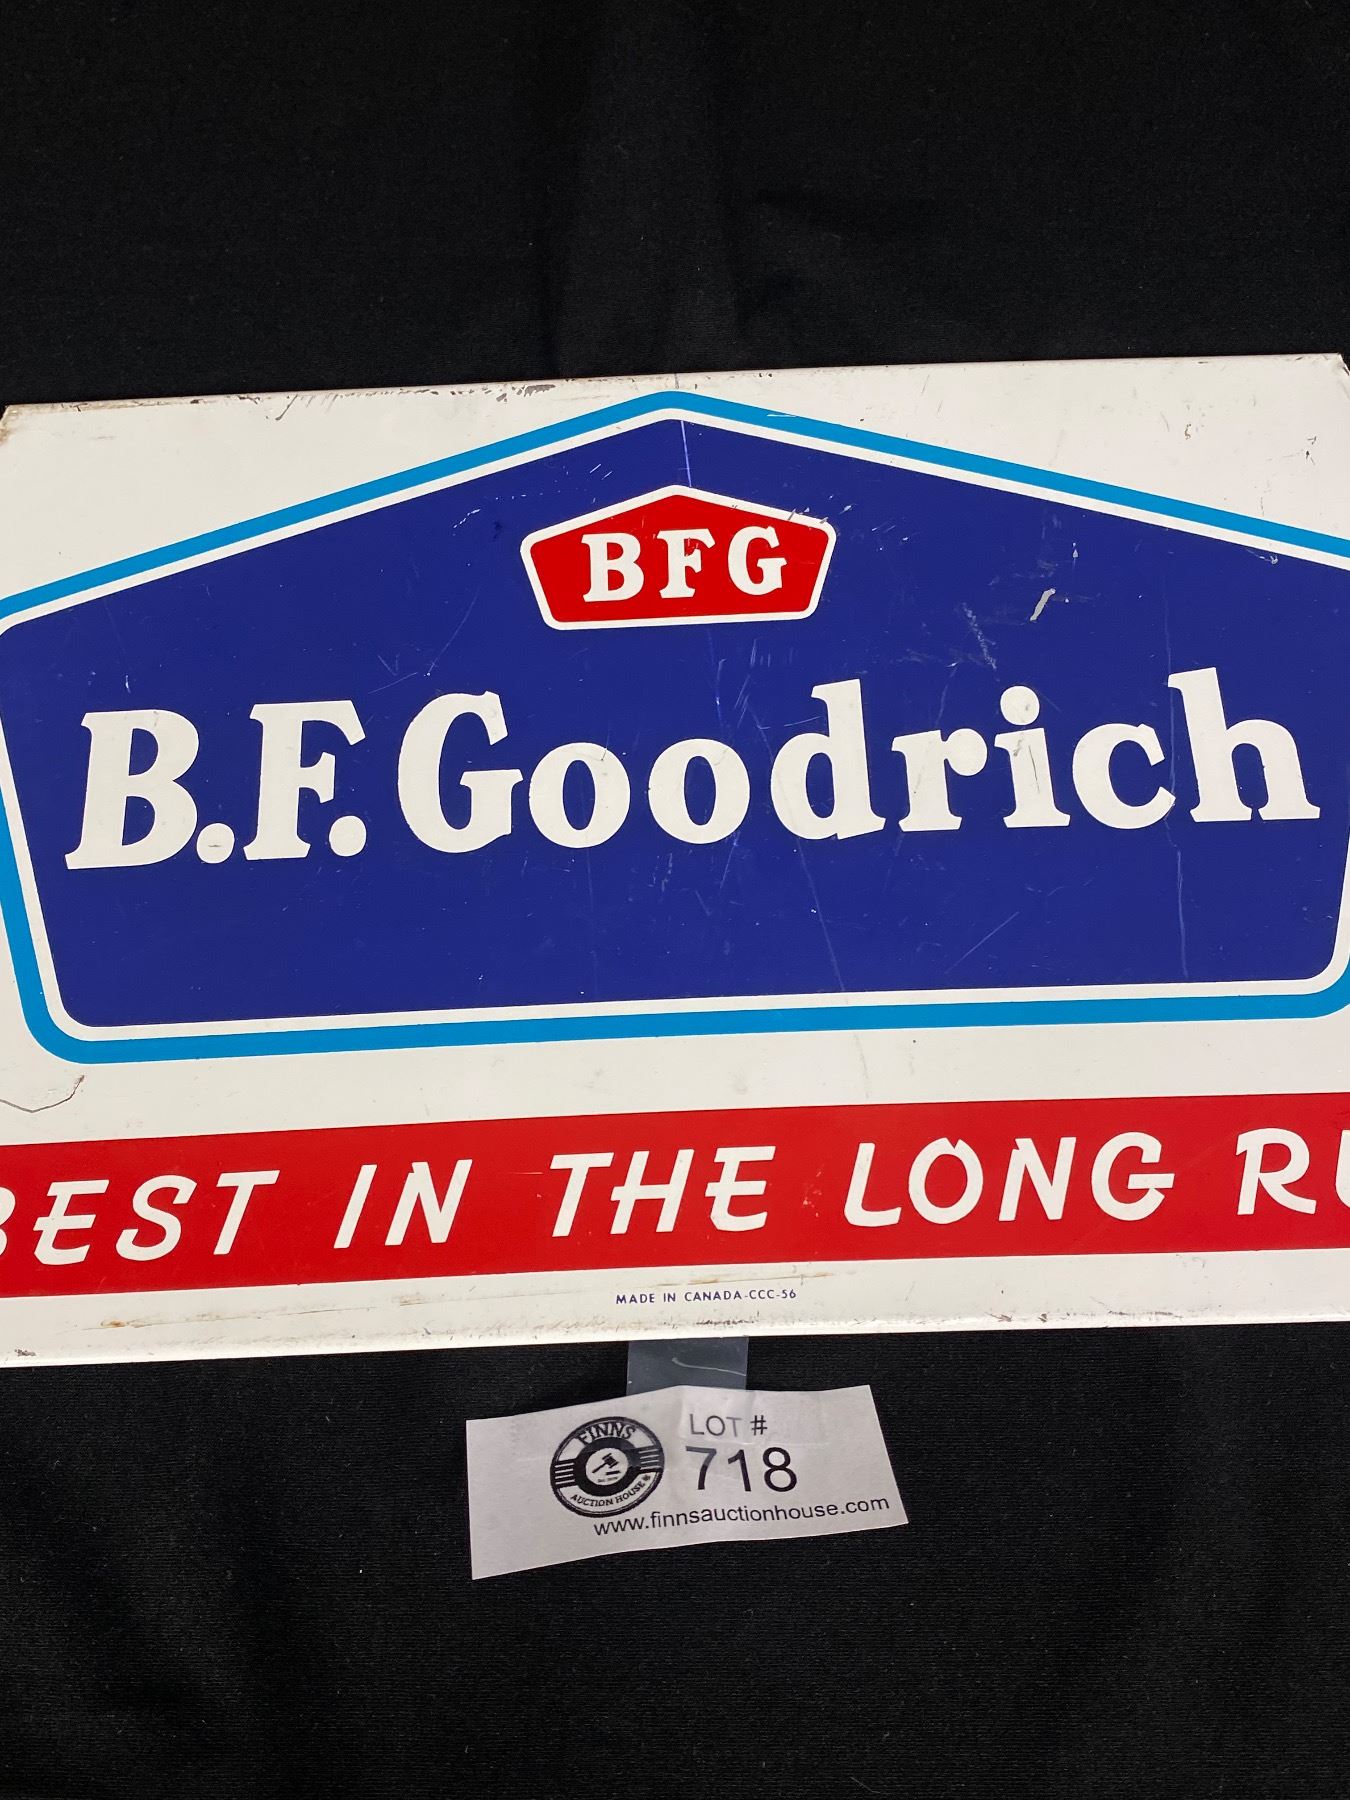 BFG
B.F.Goodrich
BEST IN THE LONG RU
MADE IN CANADA-CCC-56
FINNS
AUCTION HOUSE
LOT #
718
www.finnsauctionhouse.com